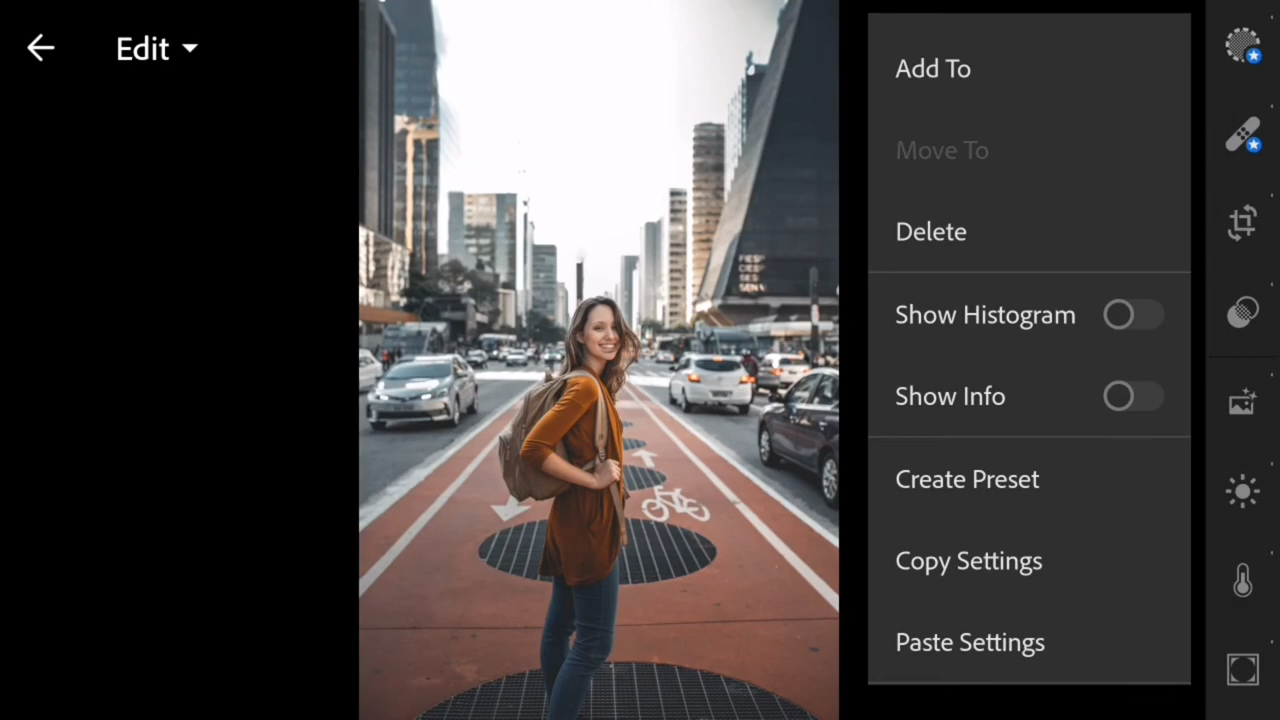 Edit
Add To
Move To
Delete
Show Histogram
Show Info
Create Preset
Copy Settings
Paste Settings